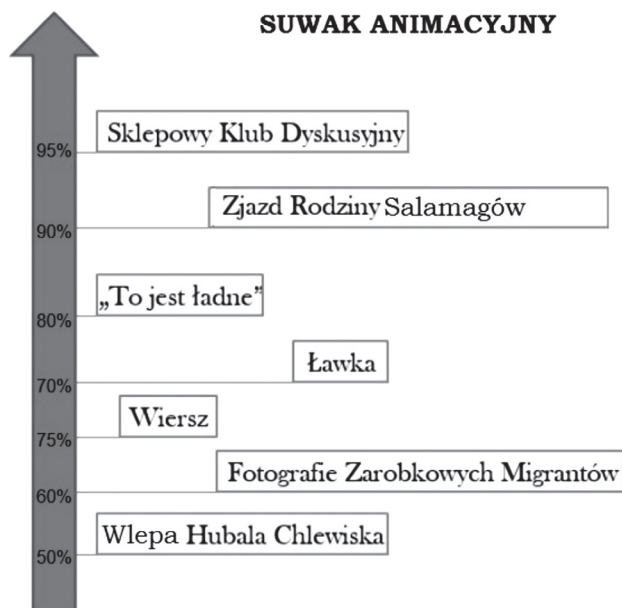 SUWAK ANIMACYJNY
Sklepowy Klub Dyskusyjny
95%
Zjazd Rodziny Salamagów
90%
„To jest ładne”
80%
Ławka
70%
Wiersz
75%
Fotografie Zarobkowych Migrantów
60%
Wlepa Hubala Chlewiska
50%